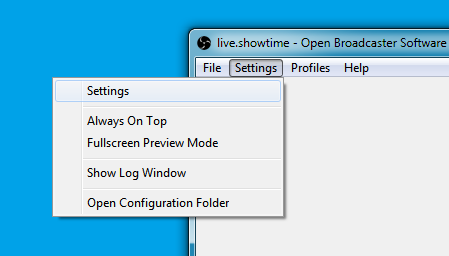 live.showtime - Open Broadcaster Software
File Settings Profiles Help
Settings
Always On Top
Fullscreen Preview Mode
Show Log Window
Open Configuration Folder